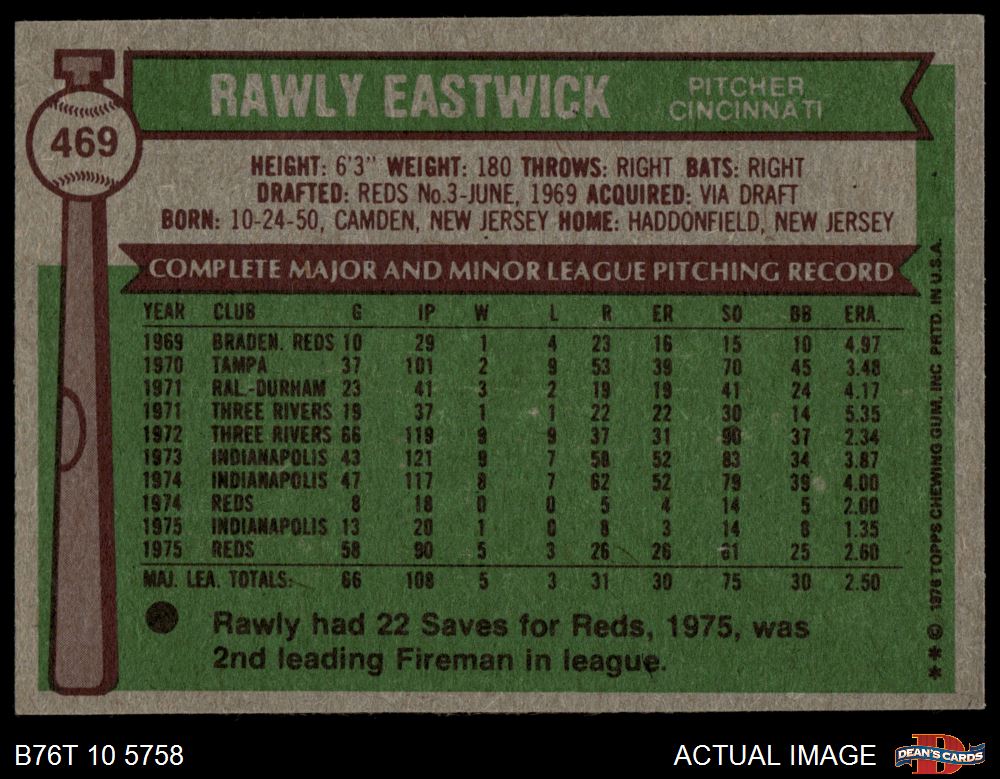 469
RAWLY EASTWICK PITCHER
CINCINNATI
HEIGHT: 6'3" WEIGHT: 180 THROWS: RIGHT BATS: RIGHT
DRAFTED: REDS No.3-JUNE, 1969 ACQUIRED: VIA DRAFT
BORN: 10-24-50, CAMDEN, NEW JERSEY HOME: HADDONFIELD, NEW JERSEY
COMPLETE MAJOR AND MINOR LEAGUE PITCHING RECORD
YEAR CLUB G IP W L R ER SO BB ERA.
1969 BRADEN. REDS 10 29 1 4 23 16 15 10 4.97
1970 TAMPA 37 101 2 9 53 39 70 45 3.48
1971 RAL.-DURHAM 23 41 3 2 19 19 41 24 4.17
1971 THREE RIVERS 19 37 1 1 22 22 30 14 5.35
1972 THREE RIVERS 66 119 9 9 37 31 90 37 2.34
1973 INDIANAPOLIS 43 121 9 7 58 52 83 34 3.87
1974 INDIANAPOLIS 47 117 8 7 62 52 79 39 4.00
1974 REDS 8 18 0 0 5 4 14 5 2.00
1975 INDIANAPOLIS 13 20 1 0 8 3 14 8 1.35
1975 REDS 58 90 5 3 26 26 61 25 2.60
MAJ. LEA. TOTALS: 66 108 5 3 31 30 75 30 2.50
Rawly had 22 Saves for Reds, 1975, was
2nd leading Fireman in league.
** © 1976 TOPPS CHEWING GUM, INC PRTD. IN U.S.A.
B76T 10 5758
ACTUAL IMAGE
DEAN'S CARDS